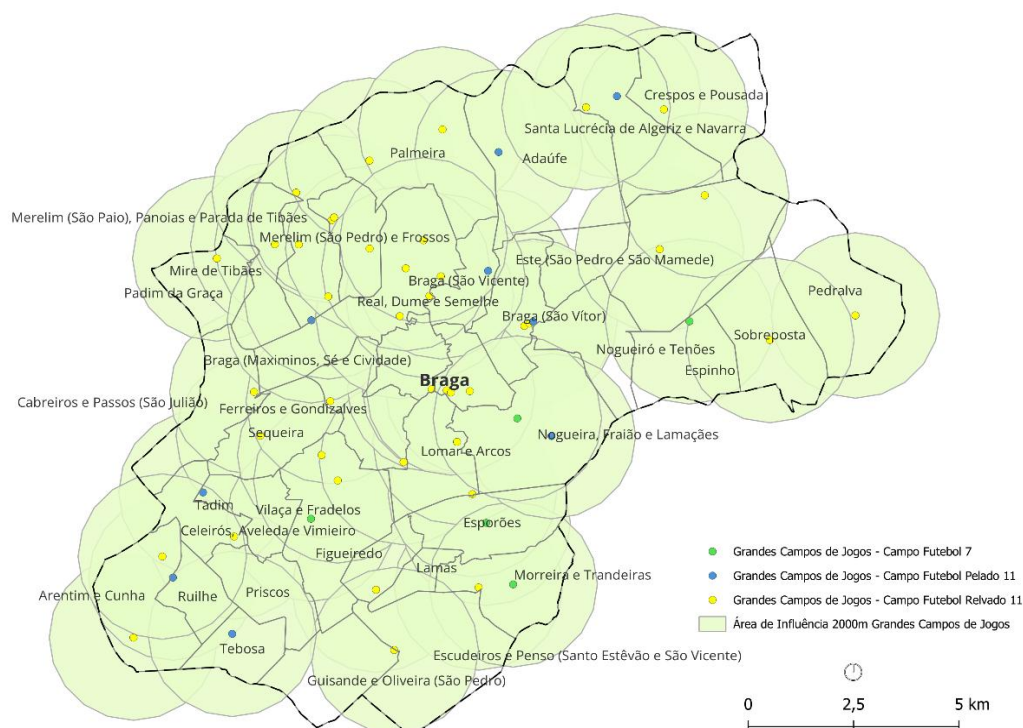 Crespos e Pousada
Santa Lucrécia de Algeriz e Navarra
Palmeira
Adaúfe
Merelim (São Paio), Panoias e Parada de Tibães
Merelim (São Pedro) e Frossos
Este (São Pedro e São Mamede)
Mire de Tibães
Braga (São Vicente)
Pedralva
Padim da Graça
Real, Dume e Semelhe
Braga (São Vítor)
Sobreposta
Nogueiró e Tenões
Braga (Maximinos, Sé e Cividade)
Espinho
Braga
Cabreiros e Passos (São Julião)
Ferreiros e Gondizalves
Sequeira
Nogueira, Fraião e Lamaçães
Lomar e Arcos
Tadim
Vilaça e Fradelos
Esporões
Celeirós, Aveleda e Vimieiro
Figueiredo
Lamas
Morreira e Trandeiras
Arentim e Cunha
Ruilhe
Priscos
Tebosa
Escudeiros e Penso (Santo Estêvão e São Vicente)
Guisande e Oliveira (São Pedro)
Grandes Campos de Jogos - Campo Futebol 7
Grandes Campos de Jogos - Campo Futebol Pelado 11
Grandes Campos de Jogos - Campo Futebol Relvado 11
Área de Influência 2000m Grandes Campos de Jogos
0 2,5 5 km